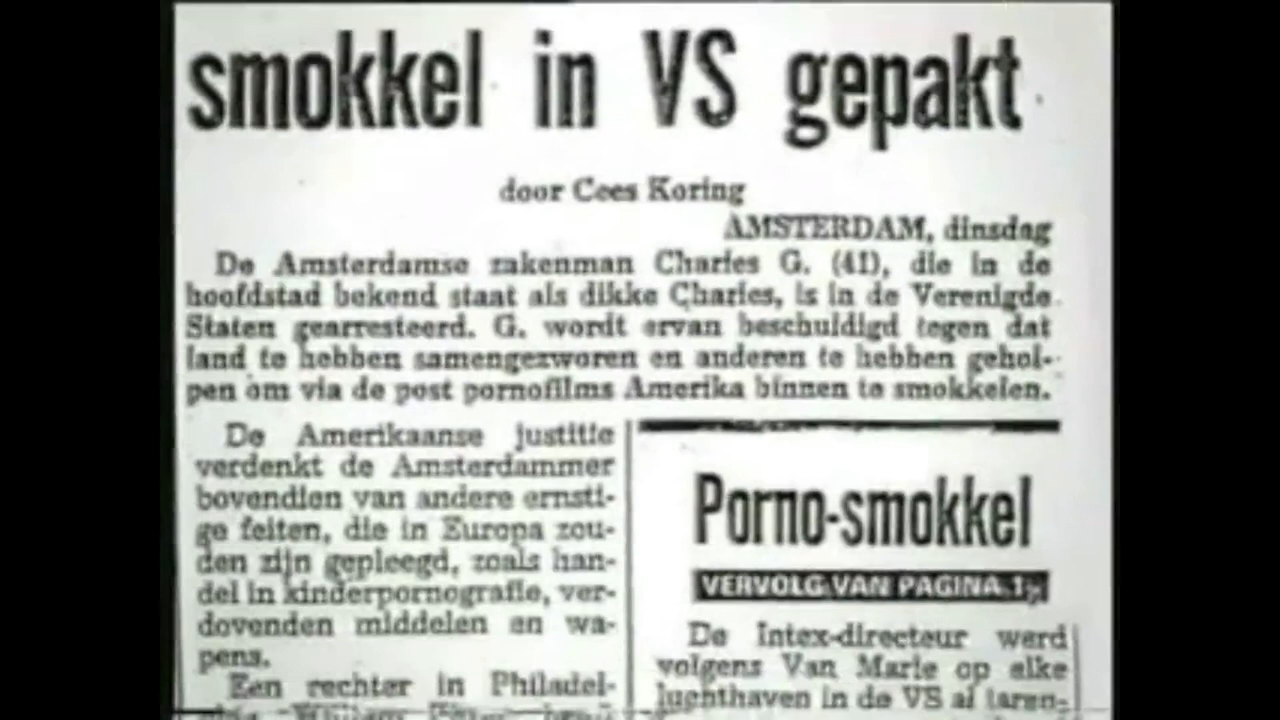 smokkel in VS gepakt
door Cees Koring
AMSTERDAM, dinsdag
De Amsterdamse zakenman Charles G. (41), die in de
hoofdstad bekend staat als dikke Charles, is in de Verenigde
Staten gearresteerd. G. wordt ervan beschuldigd tegen dat
land te hebben samengezworen en anderen te hebben gehol-
pen om via de post pornofilms Amerika binnen te smokkelen.
De Amerikaanse justitie
verdenkt de Amsterdammer
bovendien van andere ernsti-
ge feiten, die in Europa zou-
den zijn gepleegd, zoals han-
del in kinderpornografie, ver-
dovenden middelen en wa-
pens.
Een rechter in Philadel-
Porno-smokkel
VERVOLG VAN PAGINA 1
De Intex-directeur werd
volgens Van Marle op elke
luchthaven in de VS al